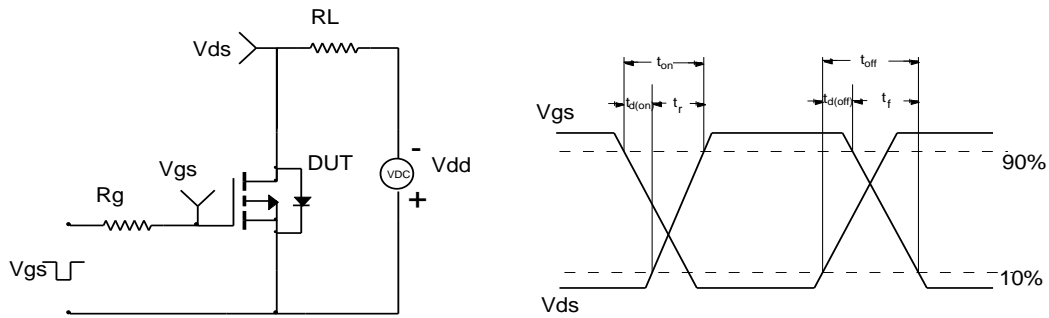 RL
Vds
Vgs
DUT
VDC
-
+
Vdd
Rg
Vgs
ton
toff
td(on)
tr
td(off)
tf
Vgs
90%
10%
Vds